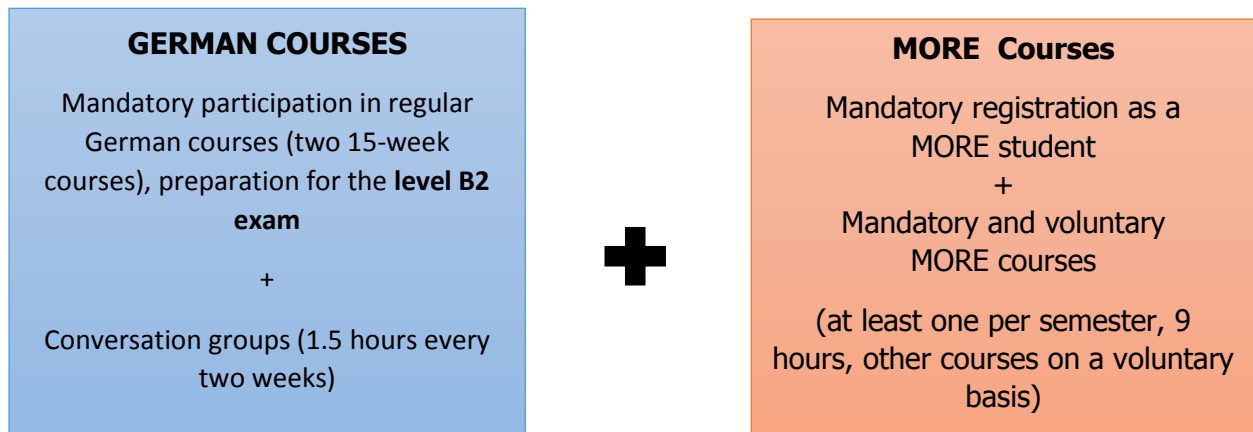 GERMAN COURSES
Mandatory participation in regular
German courses (two 15-week
courses), preparation for the level B2
exam
+
Conversation groups (1.5 hours every
two weeks)
MORE Courses
Mandatory registration as a
MORE student
+
Mandatory and voluntary
MORE courses
(at least one per semester, 9
hours, other courses on a voluntary
basis)